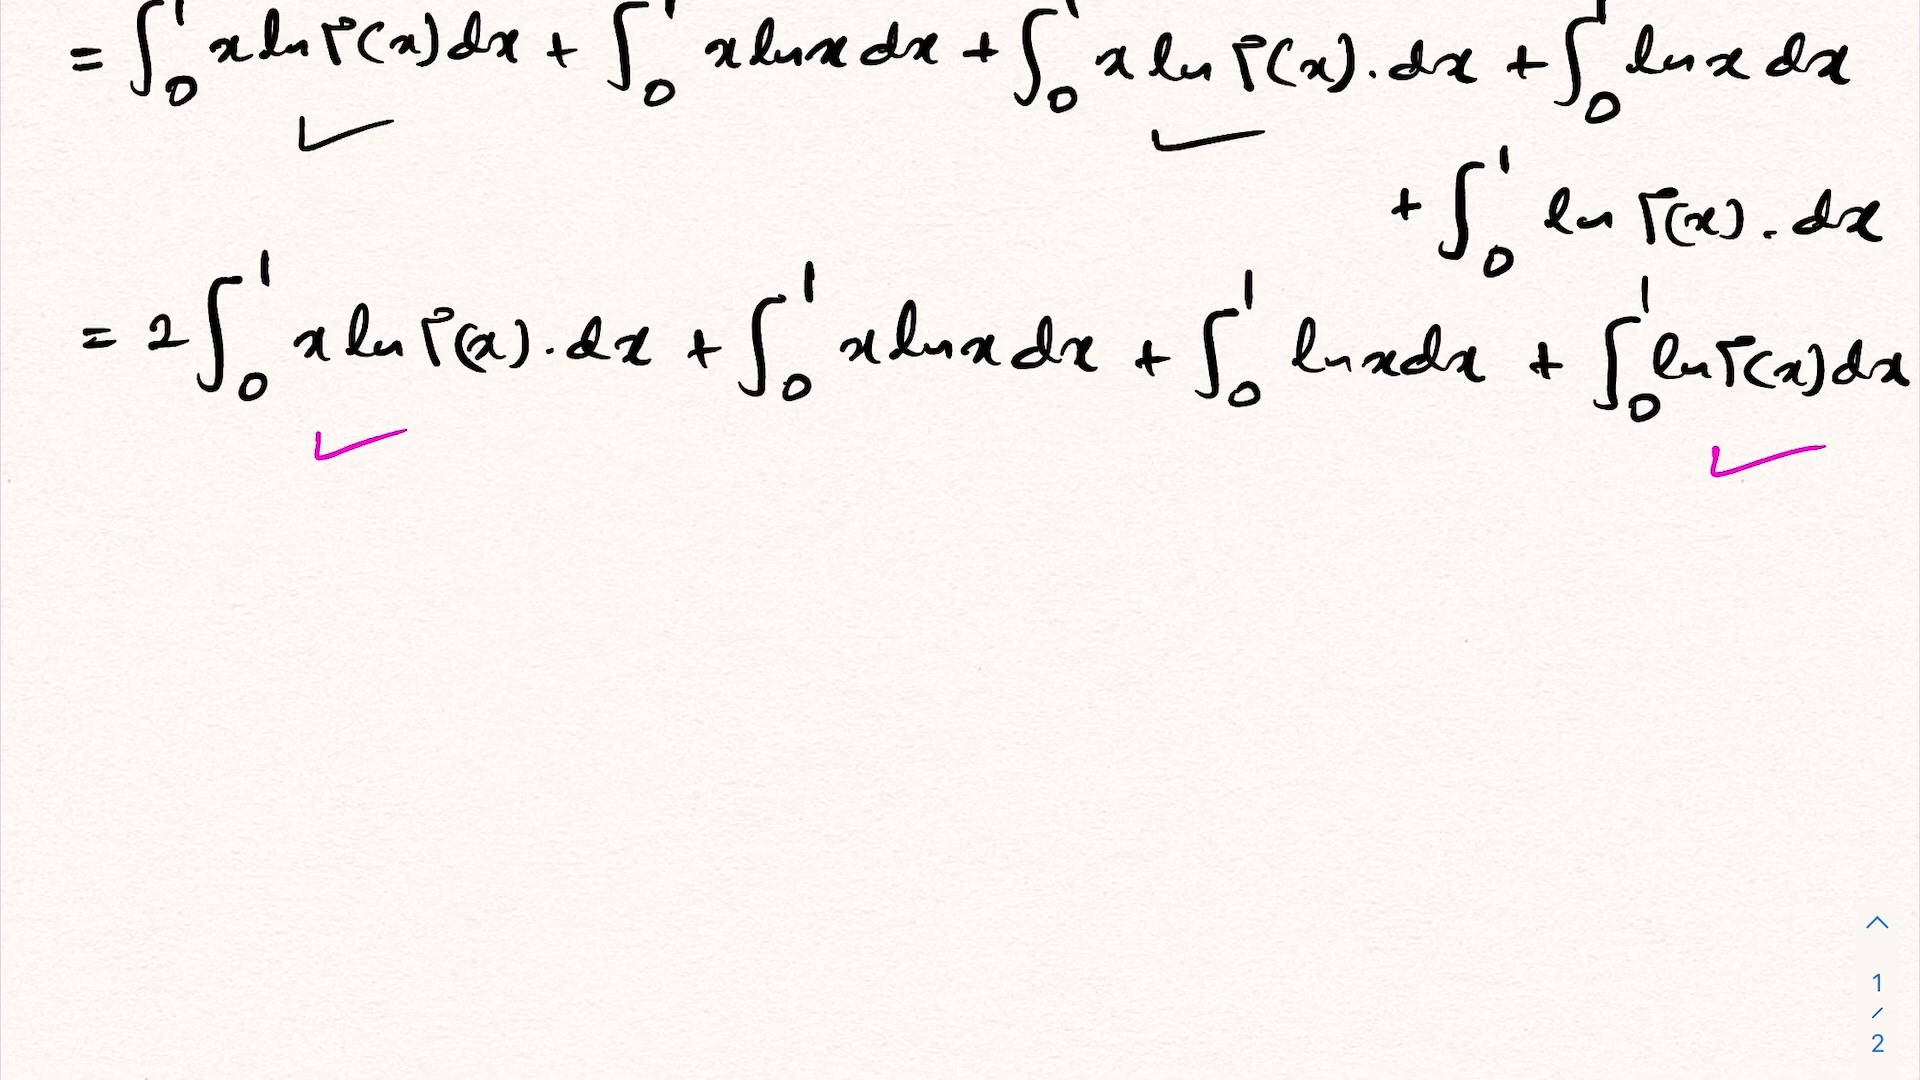 = ∫₀¹ x ln Γ(x) dx + ∫₀¹ x ln x dx + ∫₀¹ x ln Γ(x) . dx + ∫₀¹ ln x dx
+ ∫₀¹ ln Γ(x) . dx
= 2 ∫₀¹ x ln Γ(x) . dx + ∫₀¹ x ln x dx + ∫₀¹ ln x dx + ∫₀¹ ln Γ(x) dx
1
/
2